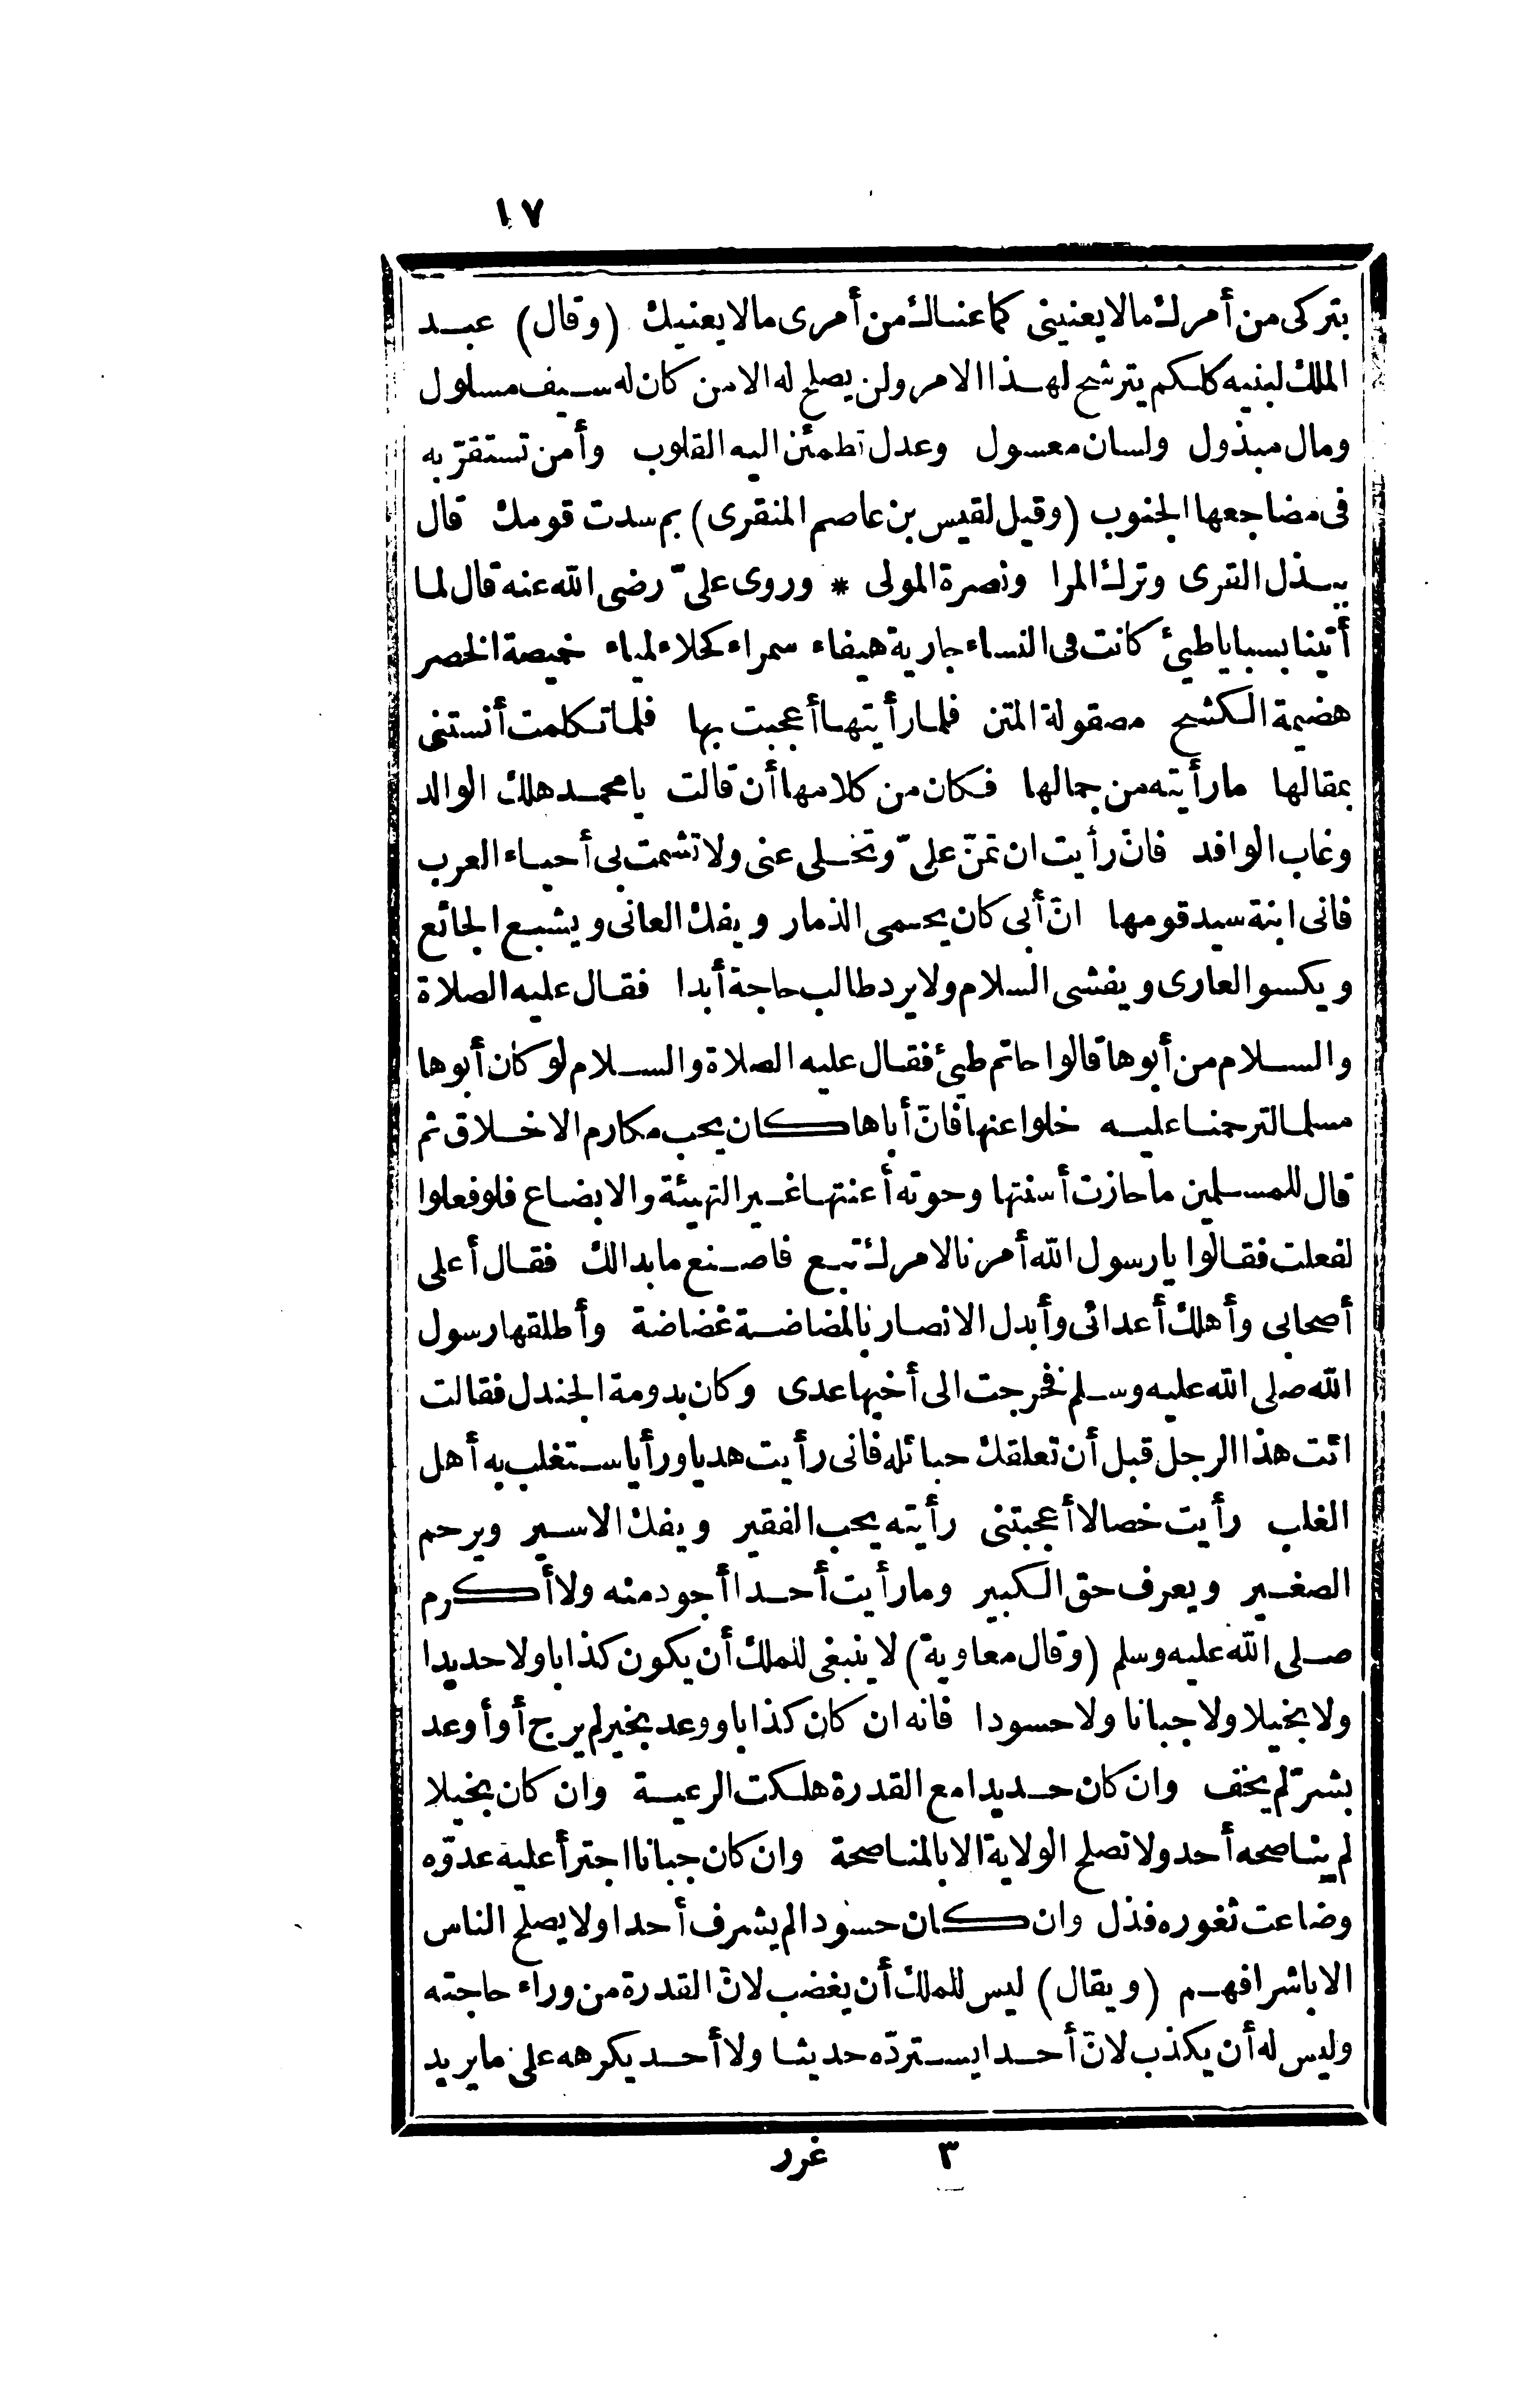 ١٧
بتركى من أمرك مالا يعنينى كما عناك من أمرى مالا يعنيك (وقال) عبد
الملك لبنيه كلكم يترشح لهذا الامر ولن يصلح له الا من كان له سيف مسلول
ومال مبذول ولسان معسول وعدل تطمئن اليه القلوب وأمن تستقرّ به
فى مضاجعها الجنوب (وقيل لقيس بن عاصم المنقرى) بم سدت قومك قال
ببذل القرى وترك المرا ونصرة المولى * وروى علىّ رضى الله عنه قال لما
أتينا بسبايا طيئ كانت فى النساء جارية هيفاء سمراء كحلاء لمياء خميصة الخصر
هضيمة الكشح مصقولة المتن فلما رأيتها أعجبت بها فلما تكلمت أنستنى
بمقالها ما رأيته من جمالها فكان من كلامها أن قالت يا محمد هلك الوالد
وغاب الوافد فان رأيت ان تمنّ علىّ وتخلى عنى ولا تشمت بى أحياء العرب
فانى ابنة سيد قومها انّ أبى كان يحمى الذمار ويفك العانى ويشبع الجائع
ويكسو العارى ويفشى السلام ولا يرد طالب حاجة أبدا فقال عليه الصلاة
والسلام من أبوها قالوا حاتم طيئ فقال عليه الصلاة والسلام لو كان أبوها
مسلما لترحمنا عليه خلوا عنها فانّ أباها كان يحب مكارم الاخلاق ثم
قال للمسلمين ما حازت أسنتها وحوته أعنتها غير التهيئة والايضاع فلو فعلوا
لفعلت فقالوا يا رسول الله أمرنا لامرك تبع فاصنع ما بدا لك فقال أعلى
أصحابى وأهلك أعدائى وأبدل الانصار بالمضاضة غضاضة وأطلقها رسول
الله صلى الله عليه وسلم فخرجت الى أخيها عدى وكان بدومة الجندل فقالت
ائت هذا الرجل قبل أن تعلقك حبائله فانى رأيت هديا ورأيا ستغلب به أهل
الغلب رأيت خصالا أعجبتنى رأيته يحب الفقير ويفك الاسير ويرحم
الصغير ويعرف حق الكبير وما رأيت أحدا أجود منه ولا أكرم
صلى الله عليه وسلم (وقال معاوية) لا ينبغى للملك أن يكون كذابا ولا حديدا
ولا بخيلا ولا جبانا ولا حسودا فانه ان كان كذابا ووعد بخير لم يرج أو أوعد
بشرّ لم يخف وان كان حديدا مع القدرة هلكت الرعية وان كان بخيلا
لم يناصحه أحد ولا تصلح الولاية الا بالمناصحة وان كان جبانا اجترأ عليه عدوّه
وضاعت ثغوره فذل وان كان حسودا لم يشرف أحدا ولا يصلح الناس
الا باشرافهم (ويقال) ليس للملك أن يغضب لانّ القدرة من وراء حاجته
وليس له أن يكذب لانّ أحدا يستردّه حديثا ولا أحد يكرهه على ما يريد
٣ غرر